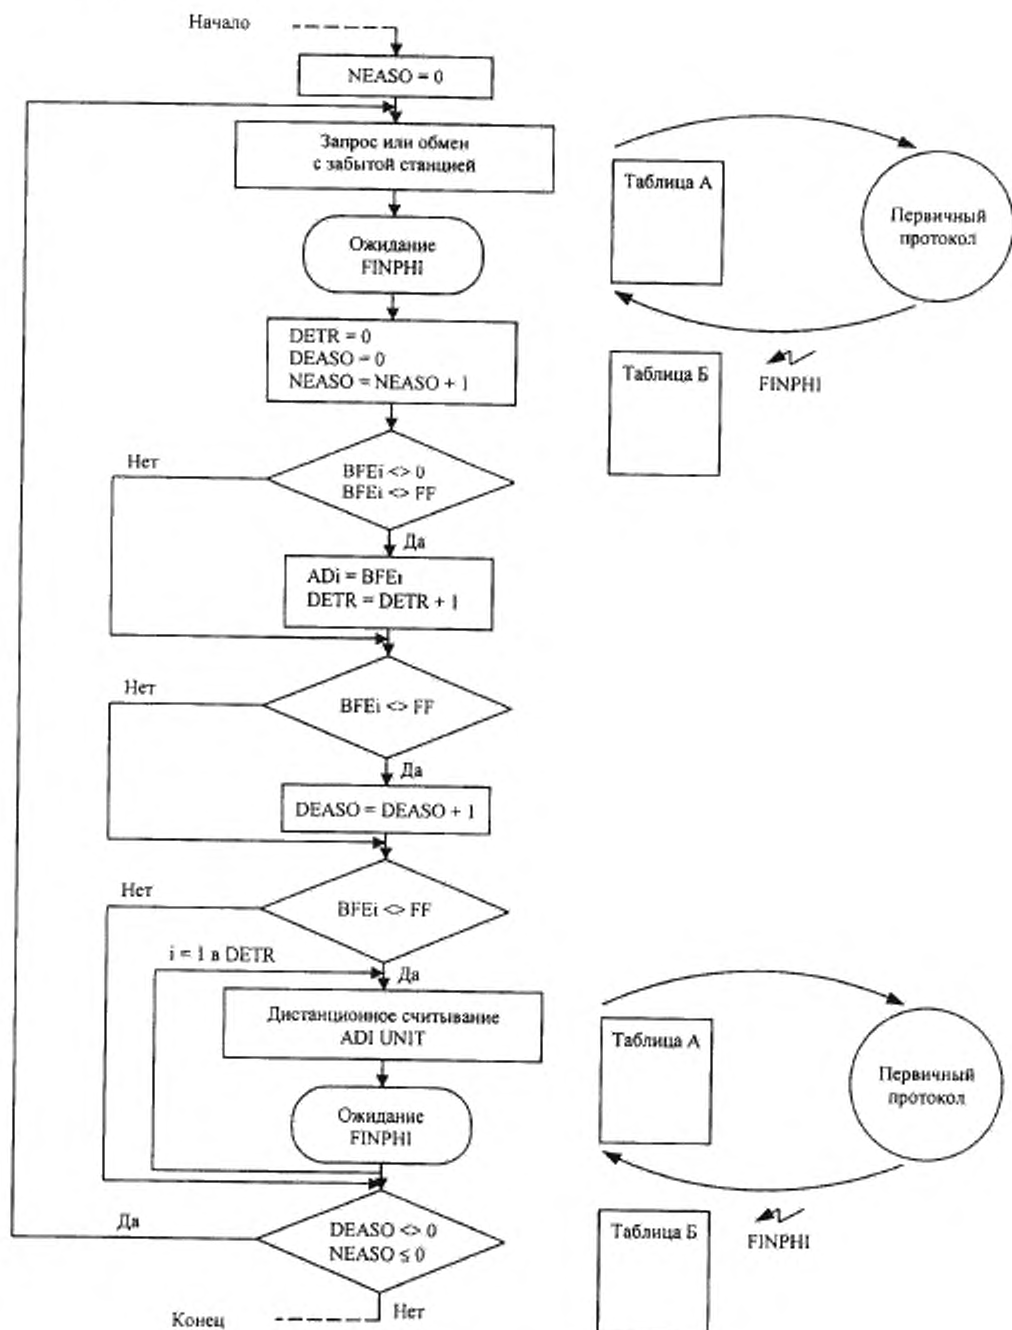 Начало
NEASO = 0
Запрос или обмен
с забытой станцией
Таблица А
Первичный
протокол
Ожидание
FINPHI
DETR = 0
DEASO = 0
NEASO = NEASO + 1
Таблица Б
FINPHI
Нет
BFEi <> 0
BFEi <> FF
Да
ADi = BFEi
DETR = DETR + 1
Нет
BFEi <> FF
Да
DEASO = DEASO + 1
Нет
BFEi <> FF
i = 1 в DETR
Да
Дистанционное считывание
ADI UNIT
Таблица А
Первичный
протокол
Ожидание
FINPHI
Да
DEASO <> 0
NEASO ≤ 0
Таблица Б
FINPHI
Нет
Конец